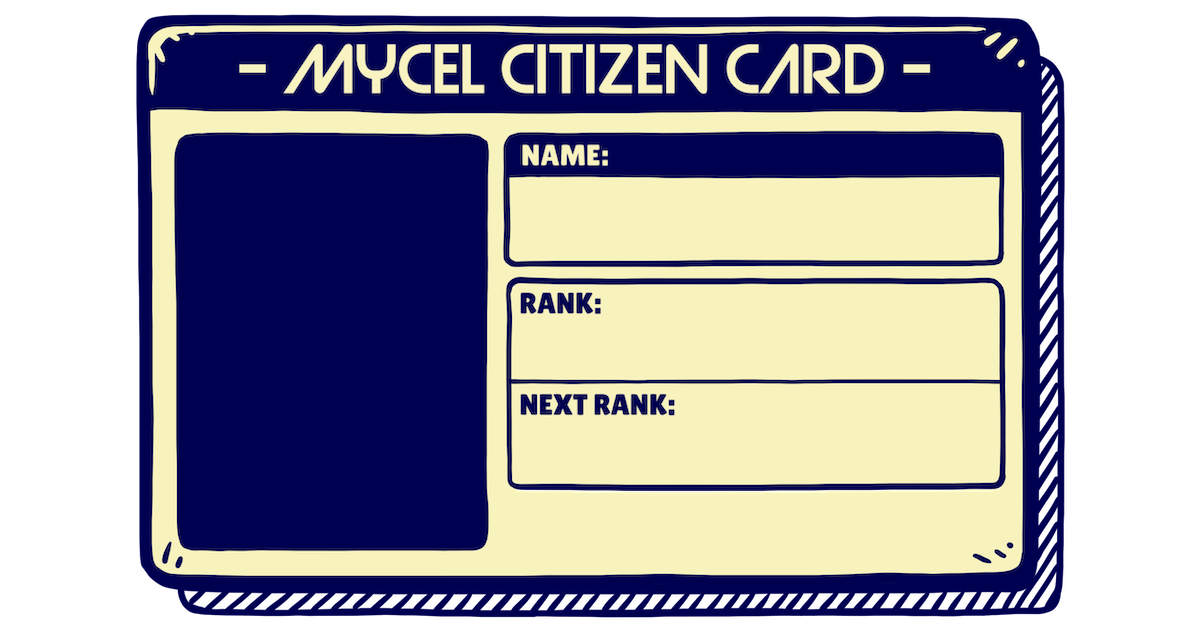 - MYCEL CITIZEN CARD -
NAME:
RANK:
NEXT RANK: